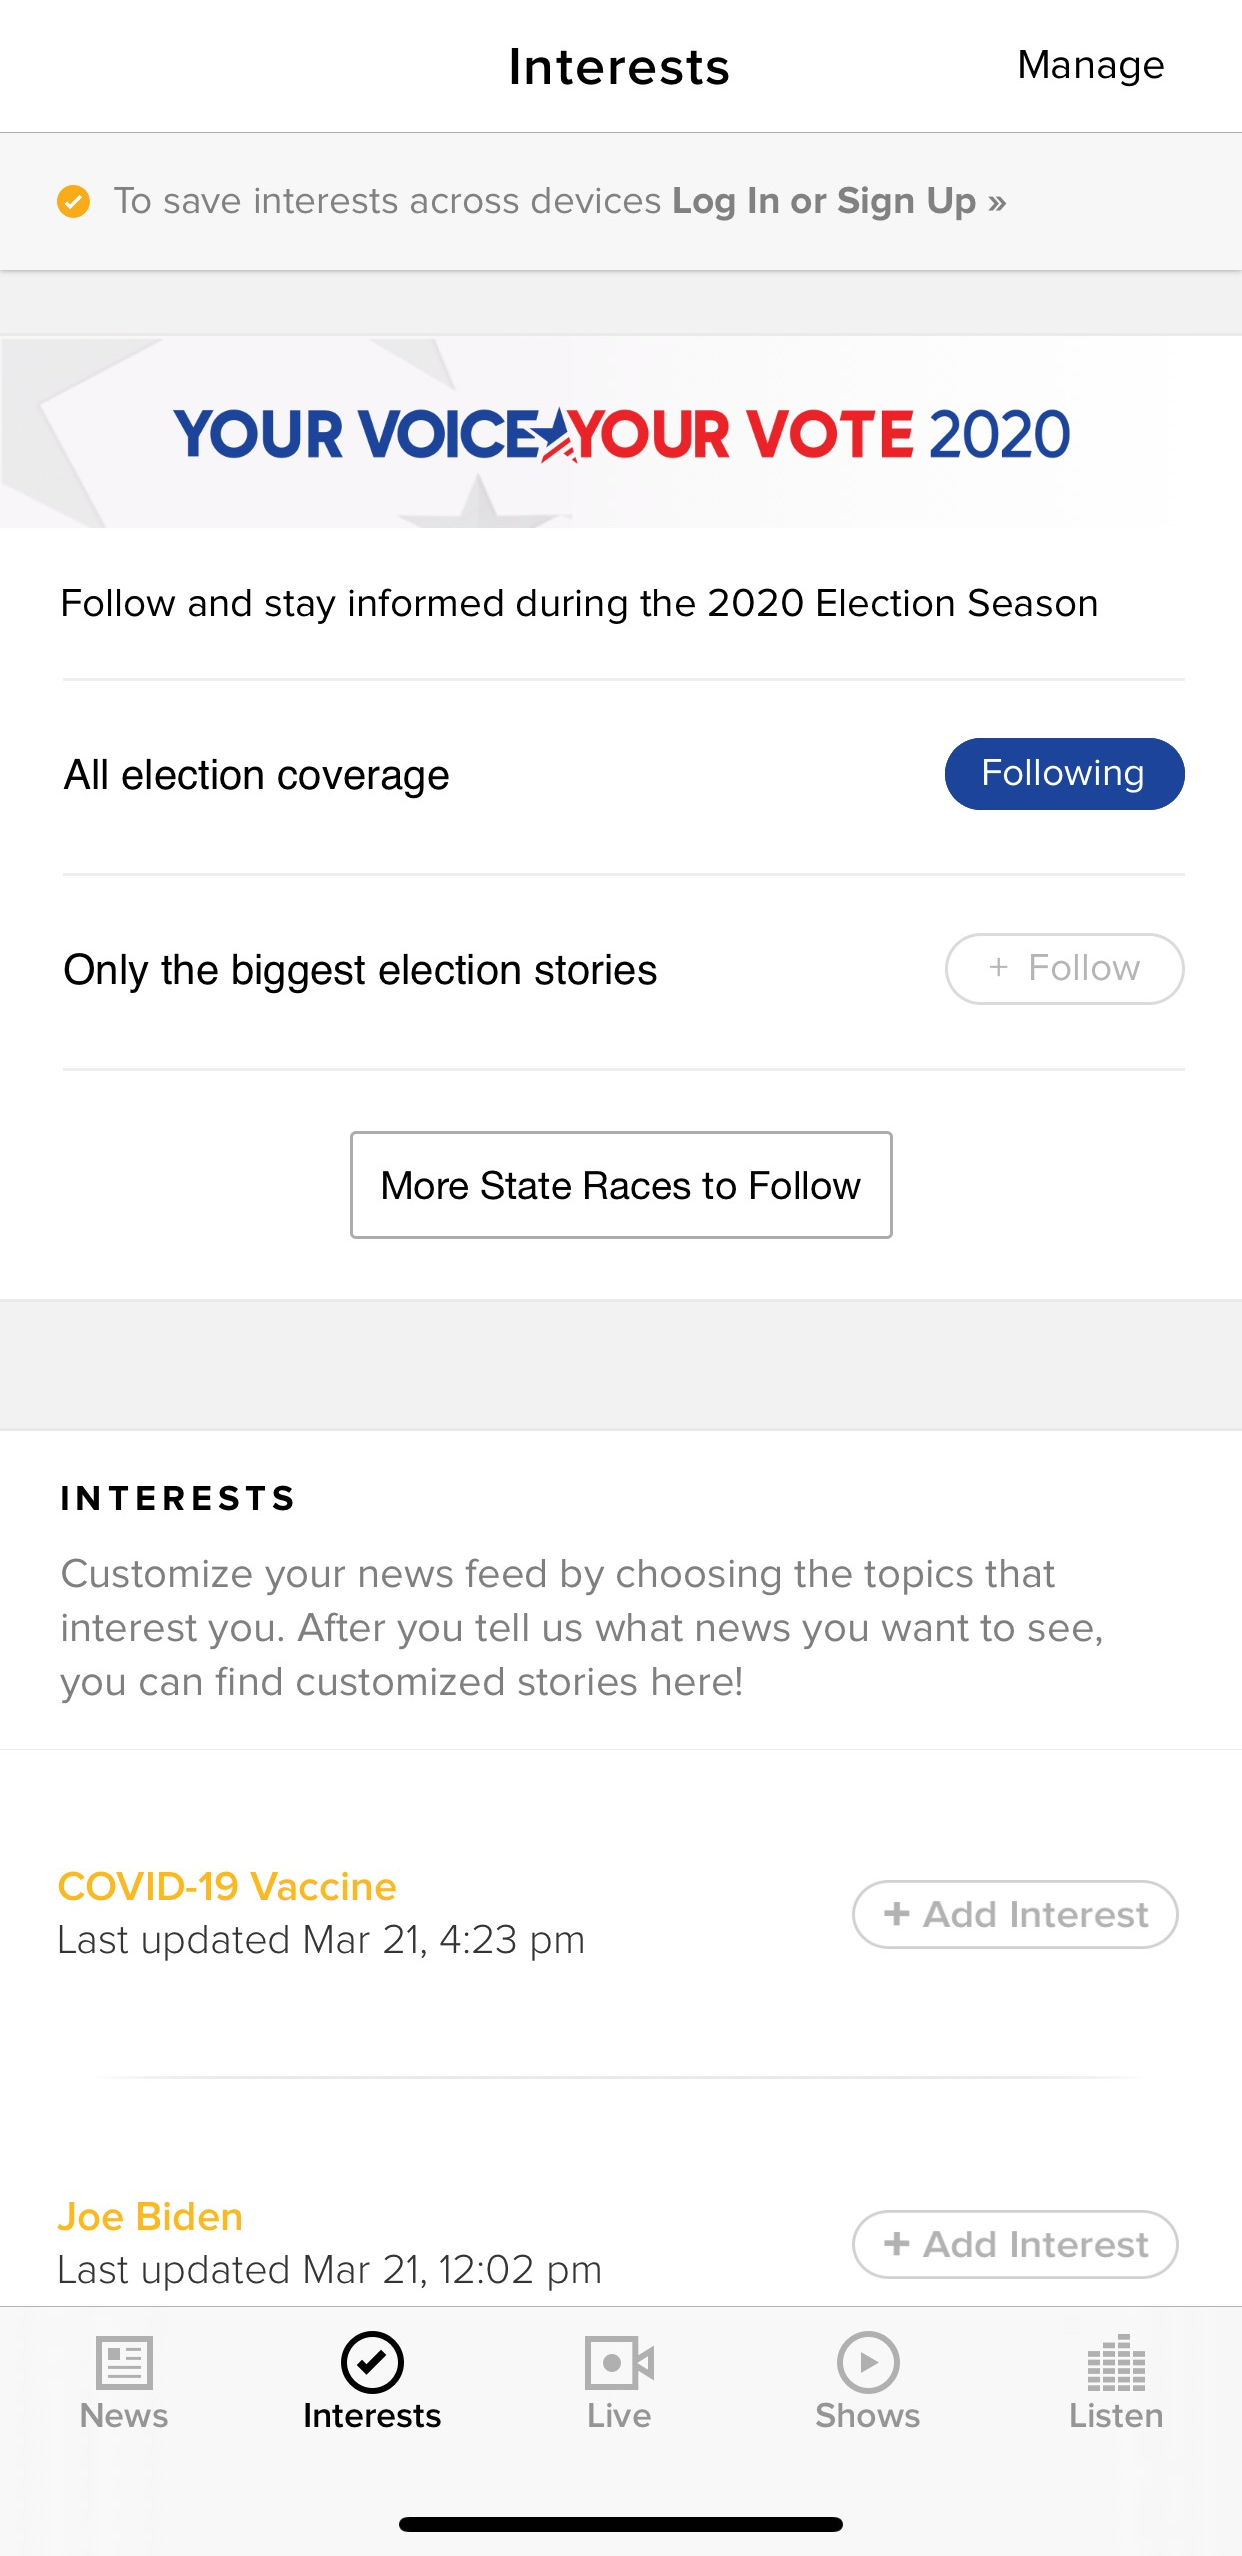 Interests
Manage
To save interests across devices Log In or Sign Up »
YOUR VOICE YOUR VOTE 2020
Follow and stay informed during the 2020 Election Season
All election coverage
Following
Only the biggest election stories
+ Follow
More State Races to Follow
INTERESTS
Customize your news feed by choosing the topics that
interest you. After you tell us what news you want to see,
you can find customized stories here!
COVID-19 Vaccine
Last updated Mar 21, 4:23 pm
+ Add Interest
Joe Biden
Last updated Mar 21, 12:02 pm
+ Add Interest
News
Interests
Live
Shows
Listen